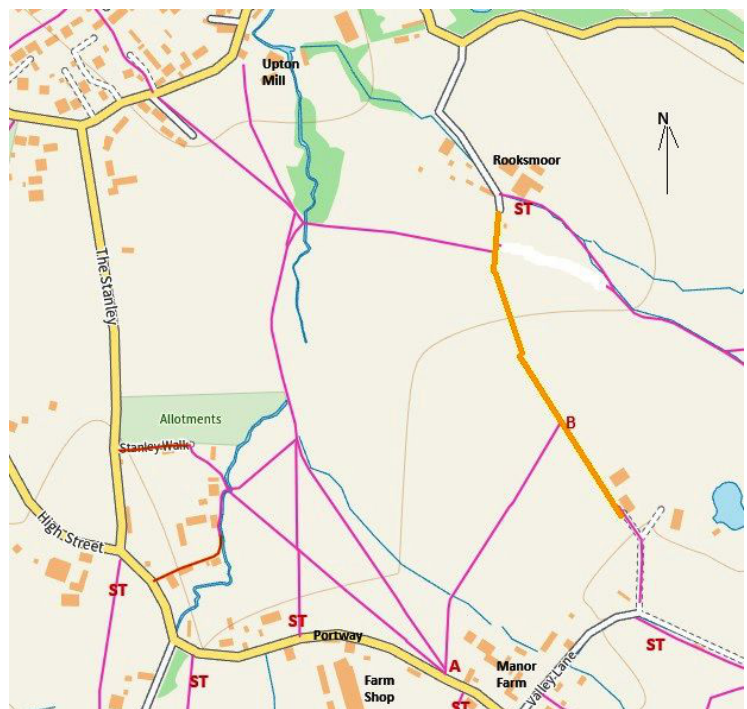 Upton
Mill
N
Rooksmoor
ST
The Stanley
Allotments
B
Stanley Walk
High Street
ST
ST
Portway
A
Manor
Farm
ST
Farm
Shop
ST
Valley Lane
ST